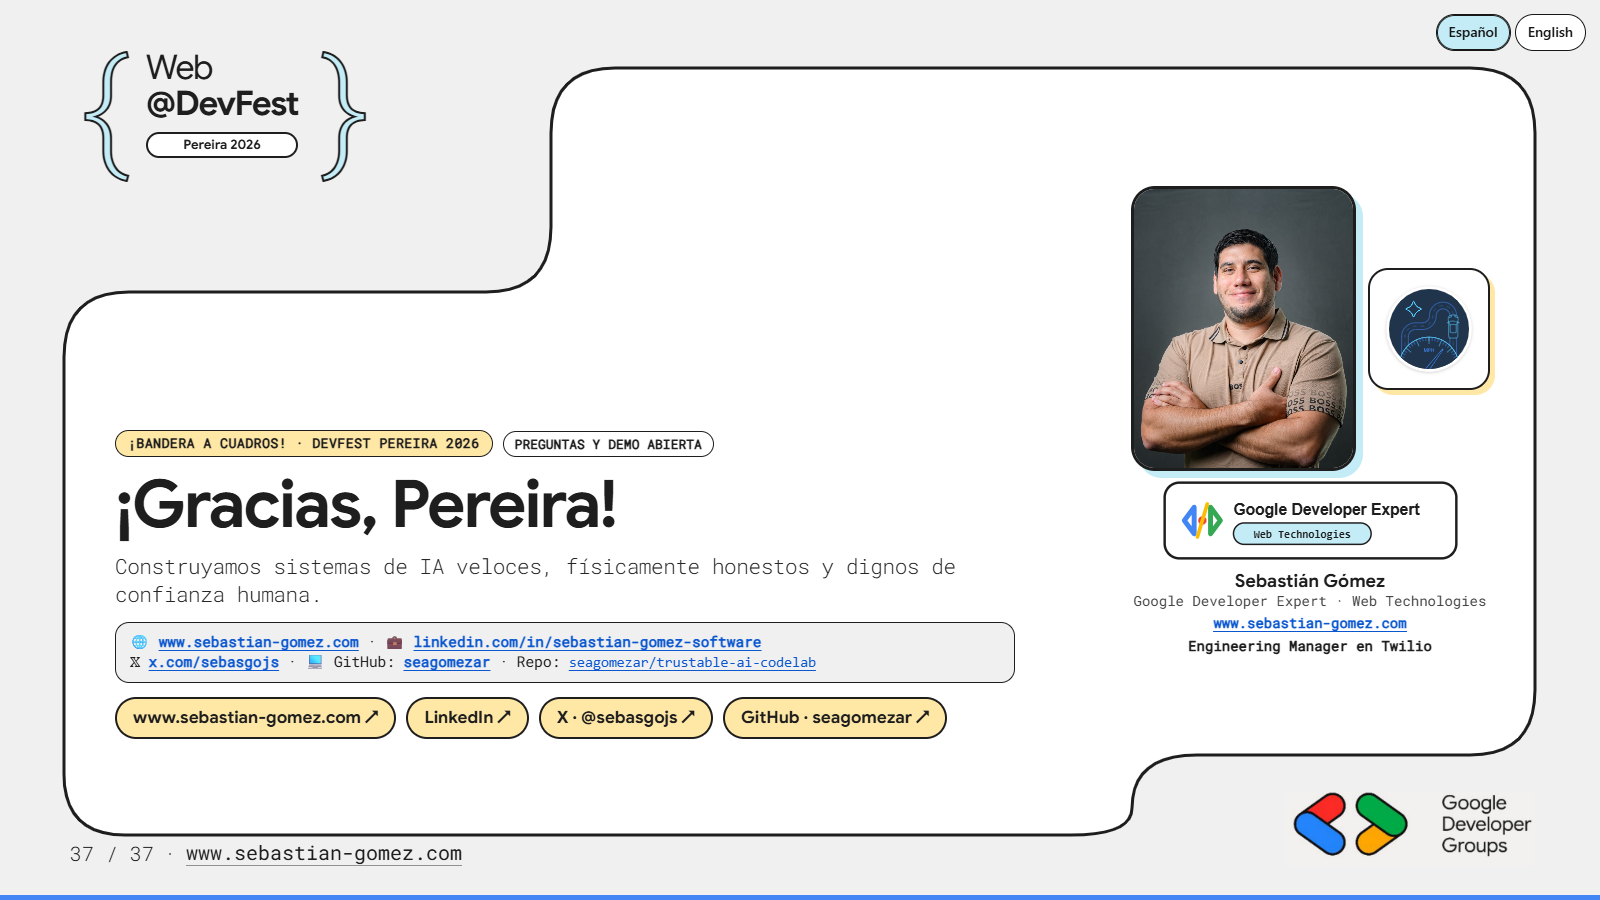 Español
English
Web
@DevFest
Pereira 2026
¡BANDERA A CUADROS! · DEVFEST PEREIRA 2026
PREGUNTAS Y DEMO ABIERTA
¡Gracias, Pereira!
Construyamos sistemas de IA veloces, físicamente honestos y dignos de
confianza humana.
🌐 www.sebastian-gomez.com · 💼 linkedin.com/in/sebastian-gomez-software
𝕏 x.com/sebasgojs · 💻 GitHub: seagomezar · Repo: seagomezar/trustable-ai-codelab
www.sebastian-gomez.com ↗
LinkedIn ↗
X · @sebasgojs ↗
GitHub · seagomezar ↗
BOSS
MPH
Google Developer Expert
Web Technologies
Sebastián Gómez
Google Developer Expert · Web Technologies
www.sebastian-gomez.com
Engineering Manager en Twilio
37 / 37 · www.sebastian-gomez.com
Google
Developer
Groups